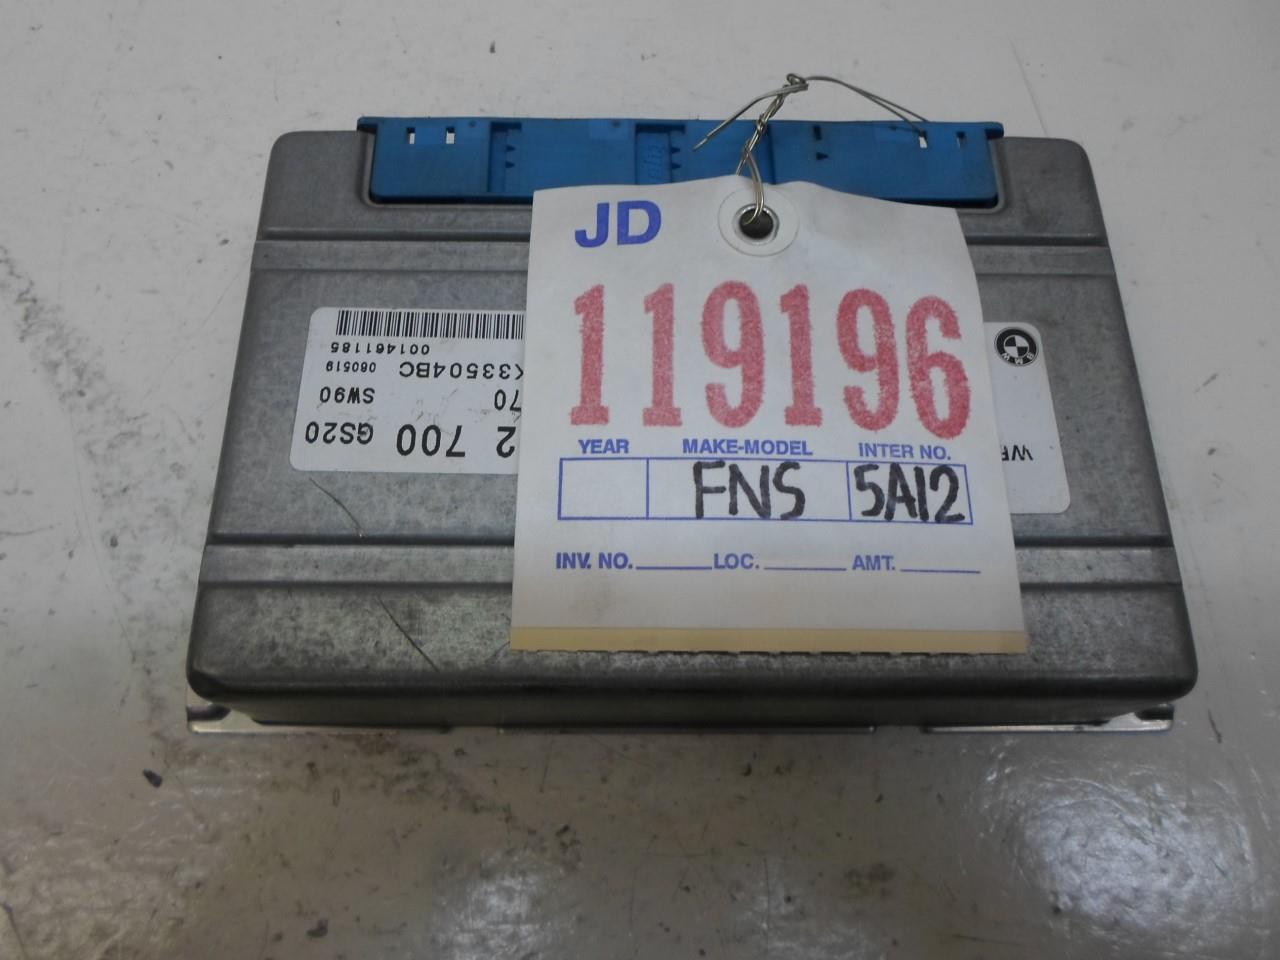 JD
119196
YEAR MAKE-MODEL INTER NO.
FNS 5A12
INV. NO. LOC. AMT.
2 700 GS20
70 SW90
K33504BC 080519
001461185
BMW